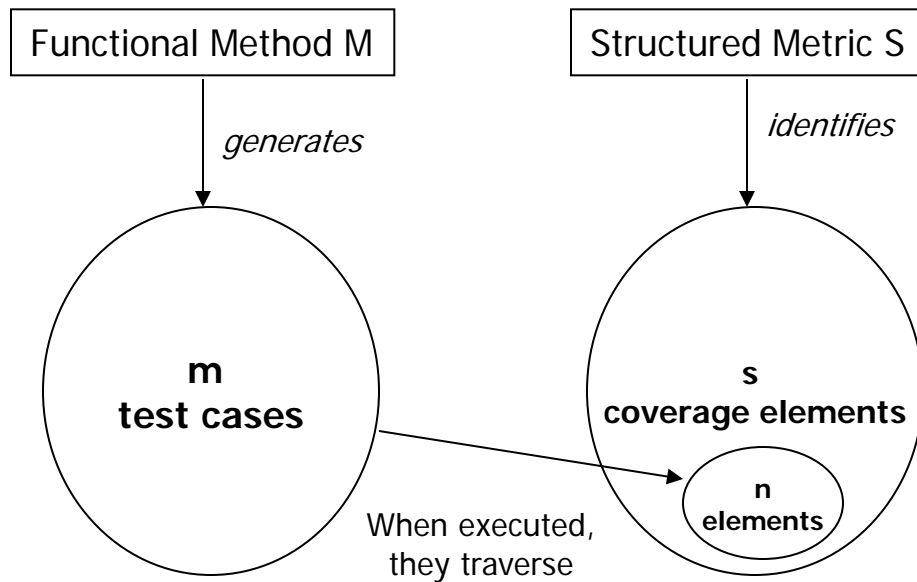 Functional Method M
Structured Metric S
generates
identifies
m
test cases
s
coverage elements
n
elements
When executed,
they traverse